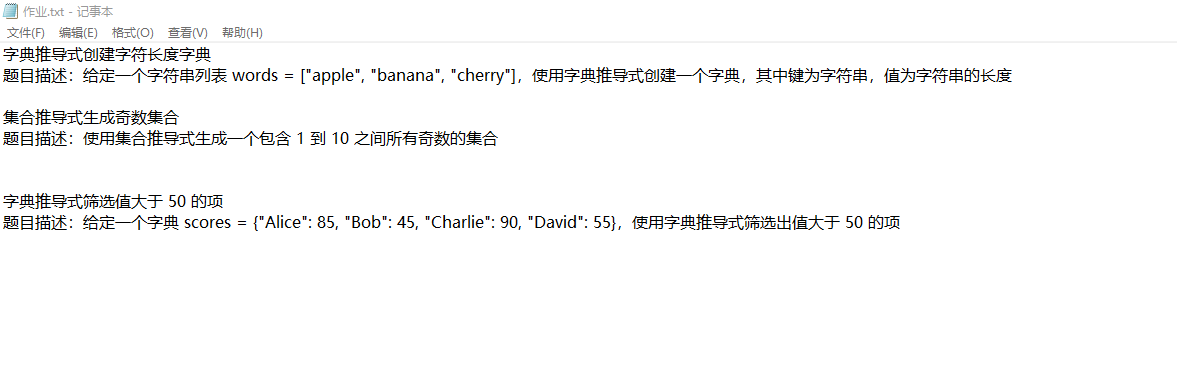 作业.txt - 记事本
文件(F) 编辑(E) 格式(O) 查看(V) 帮助(H)
字典推导式创建字符长度字典
题目描述：给定一个字符串列表 words = ["apple", "banana", "cherry"]，使用字典推导式创建一个字典，其中键为字符串，值为字符串的长度
集合推导式生成奇数集合
题目描述：使用集合推导式生成一个包含 1 到 10 之间所有奇数的集合
字典推导式筛选值大于 50 的项
题目描述：给定一个字典 scores = {"Alice": 85, "Bob": 45, "Charlie": 90, "David": 55}，使用字典推导式筛选出值大于 50 的项